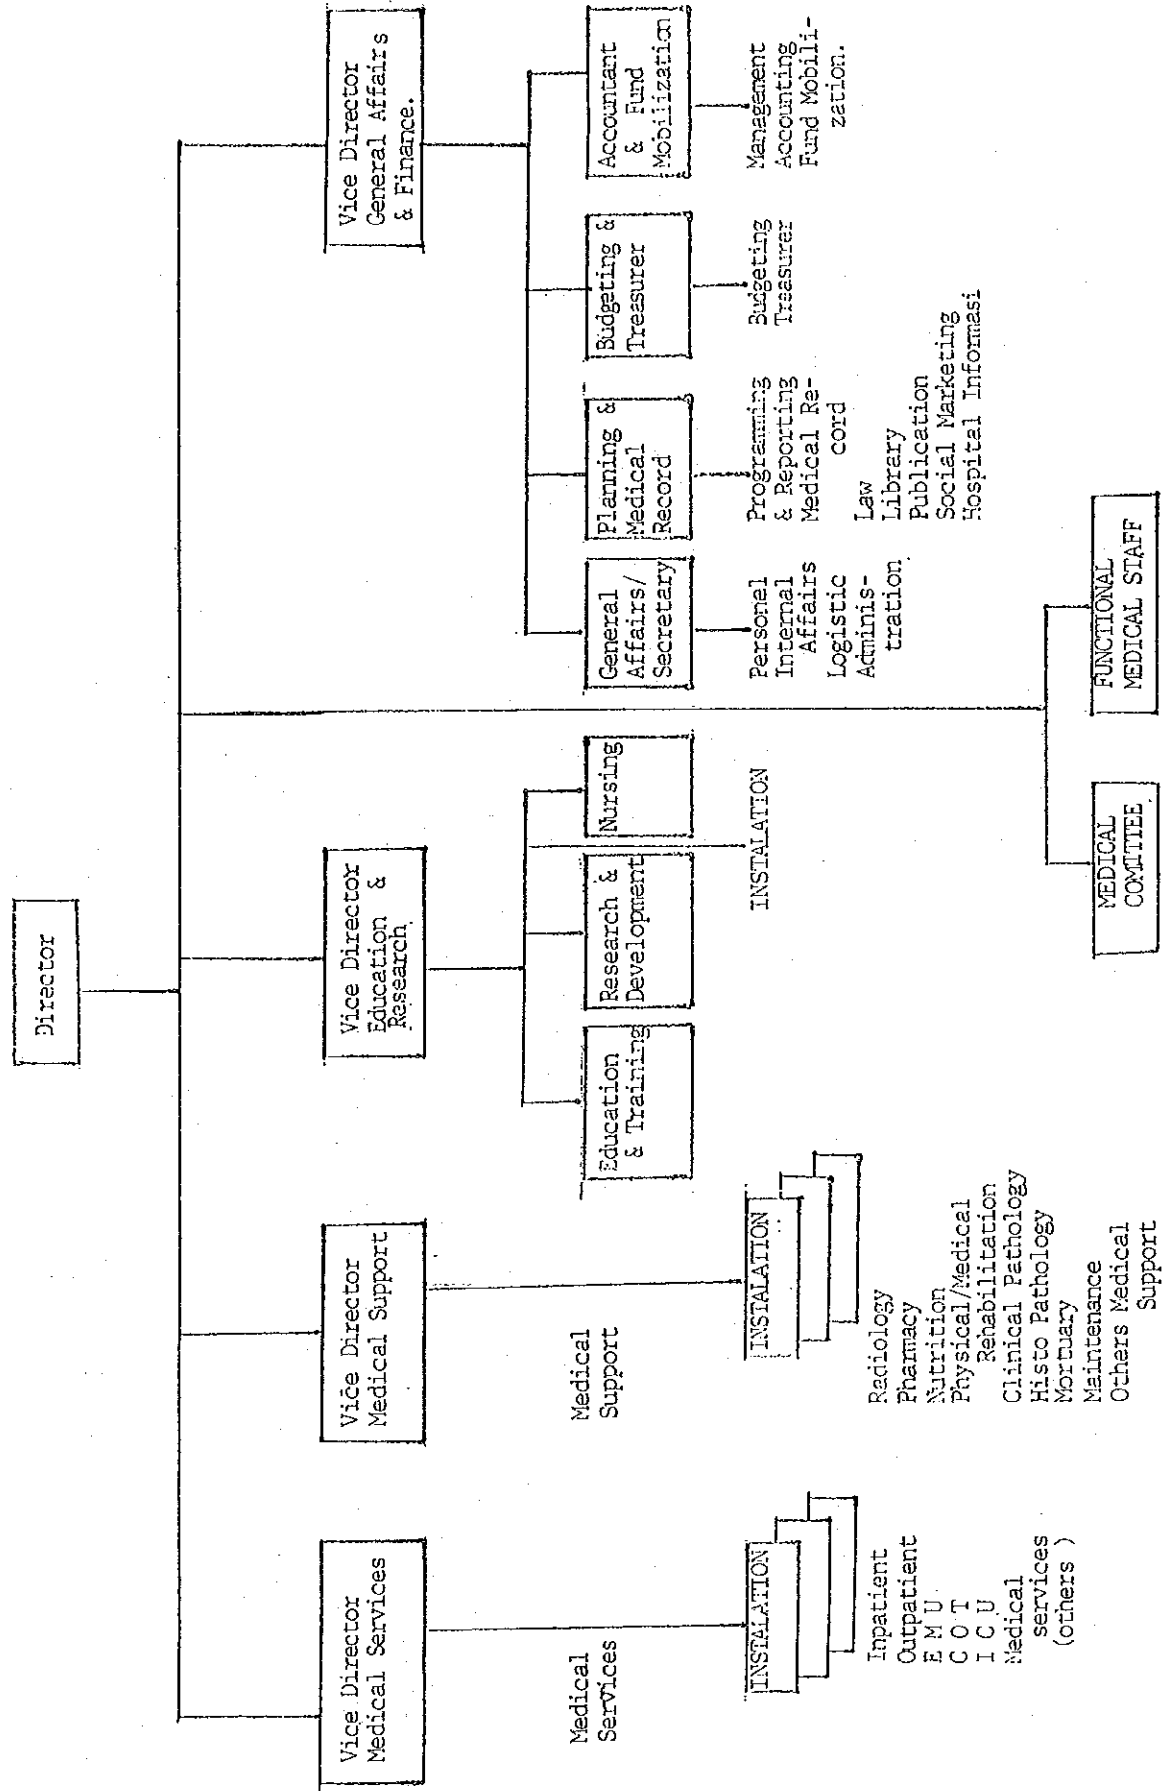 Director
Vice Director
Medical Services
Vice Director
Medical Support
Vice Director
Education &
Research
Vice Director
General Affairs
& Finance.
Medical
Services
Medical
Support
Education
& Training
Research &
Development
Nursing
General
Affairs/
Secretary
Planning &
Medical
Record
Budgeting &
Treasurer
Accountant
& Fund
Mobilization
INSTALATION
Inpatient
Outpatient
E M U
C O T
I C U
Medical
services
(others )
INSTALATION
Radiology
Pharmacy
Nutrition
Physical/Medical
Rehabilitation
Clinical Pathology
Histo Pathology
Mortuary
Maintenance
Others Medical
Support
INSTALATION
Personel
Internal
Affairs
Logistic
Adminis-
tration
Programming
& Reporting
Medical Re-
cord
Law
Library
Publication
Social Marketing
Hospital Informasi
Budgeting
Treasurer
Management
Accounting
Fund Mobili-
zation.
MEDICAL
COMITTEE
FUNCTIONAL
MEDICAL STAFF